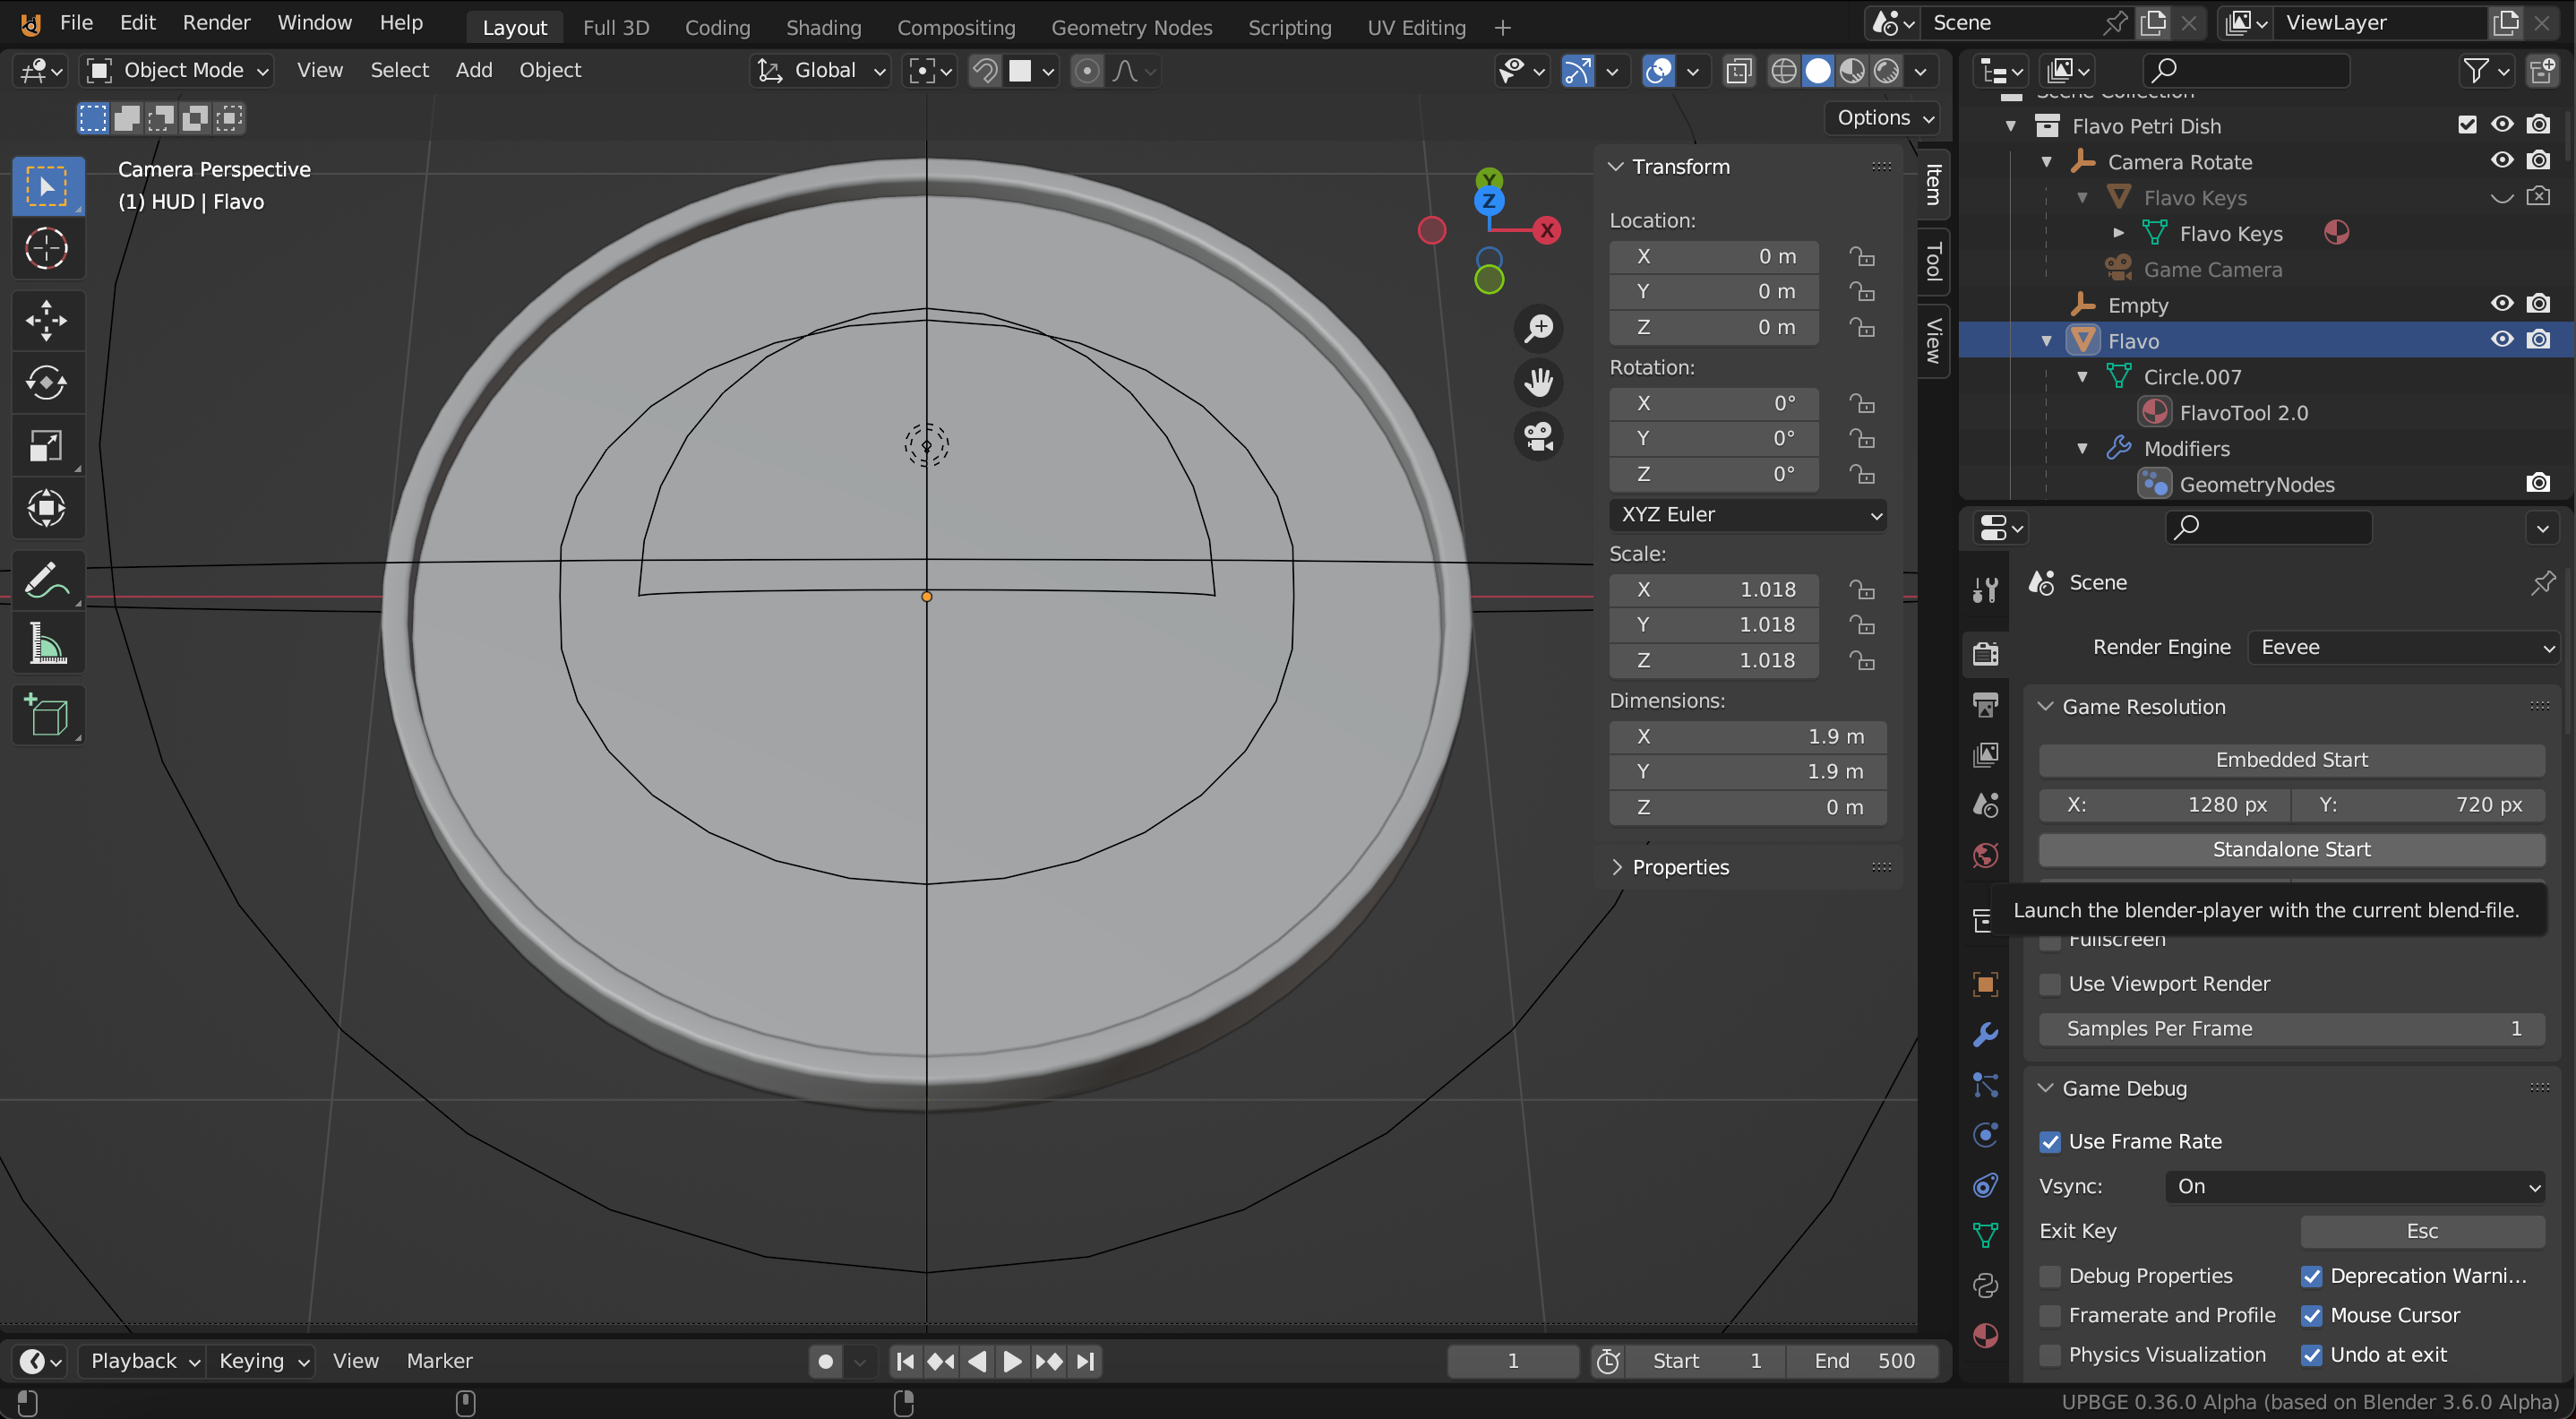 File Edit Render Window Help Layout Full 3D Coding Shading Compositing Geometry Nodes Scripting UV Editing + Scene ViewLayer
Object Mode View Select Add Object Global
Options
Camera Perspective
(1) HUD | Flavo
Y
Z
X
Transform
Location:
X 0 m
Y 0 m
Z 0 m
Rotation:
X 0°
Y 0°
Z 0°
XYZ Euler
Scale:
X 1.018
Y 1.018
Z 1.018
Dimensions:
X 1.9 m
Y 1.9 m
Z 0 m
Properties
Item
Tool
View
Scene Collection
Flavo Petri Dish
Camera Rotate
Flavo Keys
Flavo Keys
Game Camera
Empty
Flavo
Circle.007
FlavoTool 2.0
Modifiers
GeometryNodes
Scene
Render Engine Eevee
Game Resolution
Embedded Start
X: 1280 px Y: 720 px
Standalone Start
Launch the blender-player with the current blend-file.
Fullscreen
Use Viewport Render
Samples Per Frame 1
Game Debug
Use Frame Rate
Vsync: On
Exit Key Esc
Debug Properties Deprecation Warni...
Framerate and Profile Mouse Cursor
Physics Visualization Undo at exit
Playback Keying View Marker 1 Start 1 End 500
UPBGE 0.36.0 Alpha (based on Blender 3.6.0 Alpha)